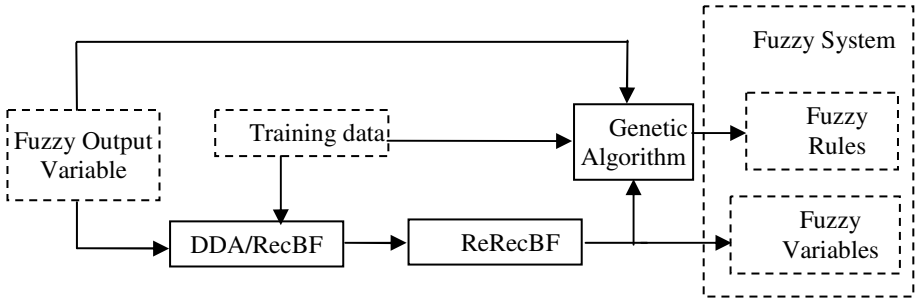 Fuzzy System
Fuzzy Output
Variable
Training data
Genetic
Algorithm
Fuzzy
Rules
DDA/RecBF
ReRecBF
Fuzzy
Variables